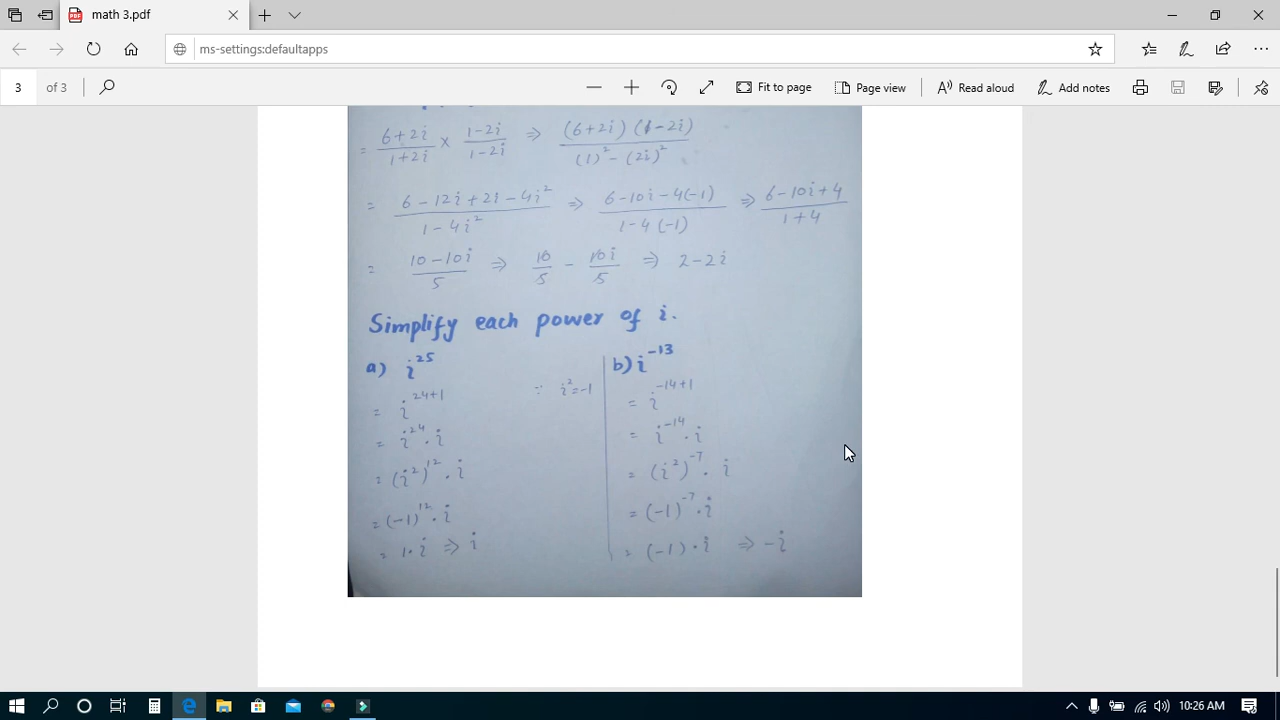 math 3.pdf
ms-settings:defaultapps
3 of 3 Fit to page Page view Read aloud Add notes
= 6+2i/1+2i × 1-2i/1-2i ⇒ (6+2i)(1-2i)/(1)²-(2i)²
= 6-12i+2i-4i²/1-4i² ⇒ 6-10i-4(-1)/1-4(-1) ⇒ 6-10i+4/1+4
= 10-10i/5 ⇒ 10/5 - 10i/5 ⇒ 2-2i
Simplify each power of i.
a) i²⁵
= i²⁴⁺¹ ∵ i²=-1
= i²⁴·i
= (i²)¹²·i
= (-1)¹²·i
= 1·i ⇒ i
b) i⁻¹³
= i⁻¹⁴⁺¹
= i⁻¹⁴·i
= (i²)⁻⁷·i
= (-1)⁻⁷·i
= (-1)·i ⇒ -i
10:26 AM